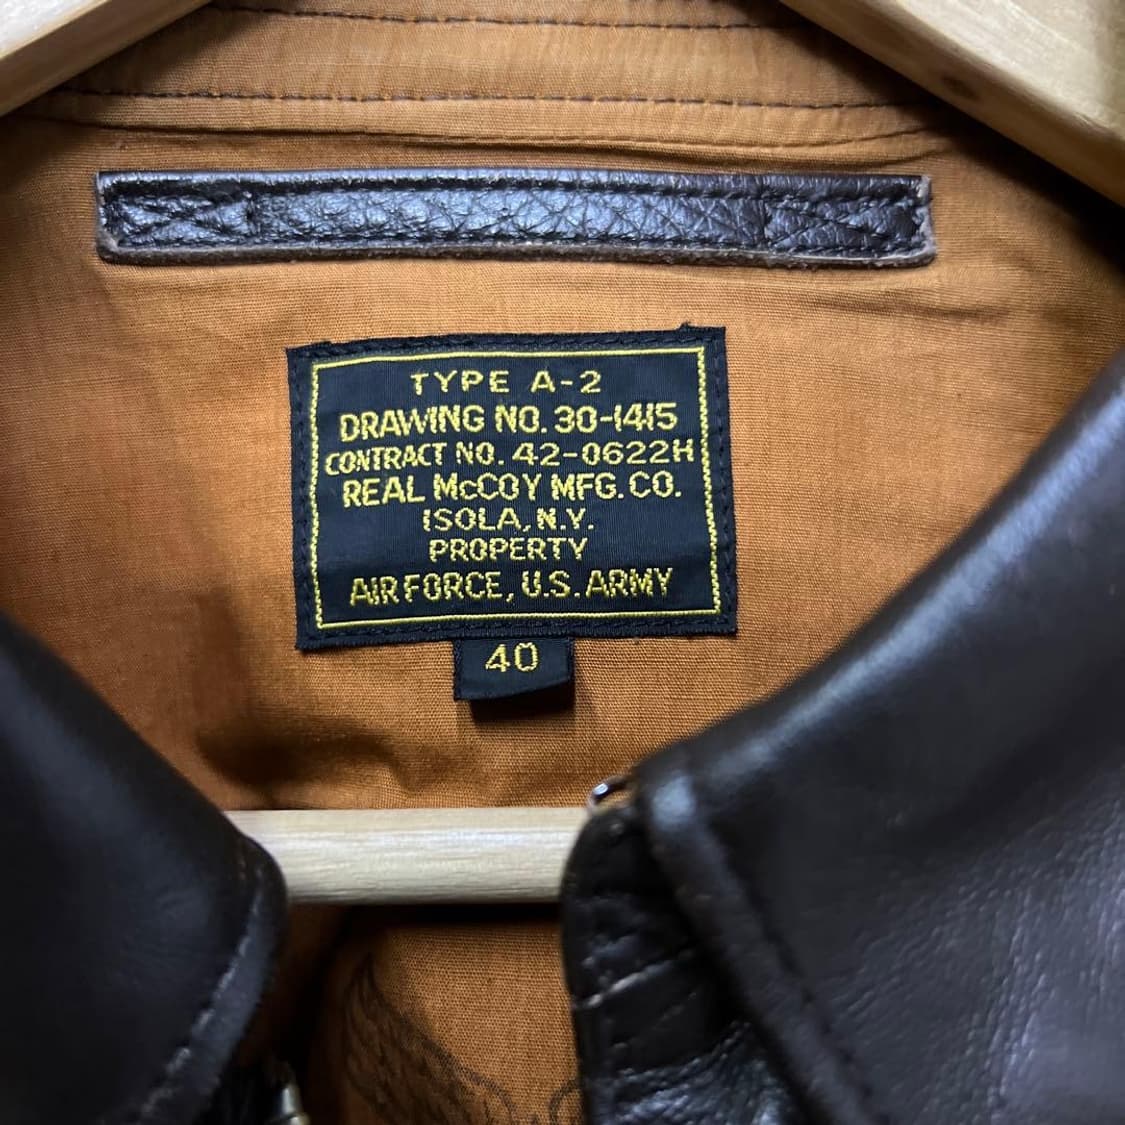 TYPE A-2
DRAWING NO. 30-1415
CONTRACT NO. 42-0622H
REAL McCOY MFG. CO.
ISOLA, N.Y.
PROPERTY
AIR FORCE, U.S. ARMY
40